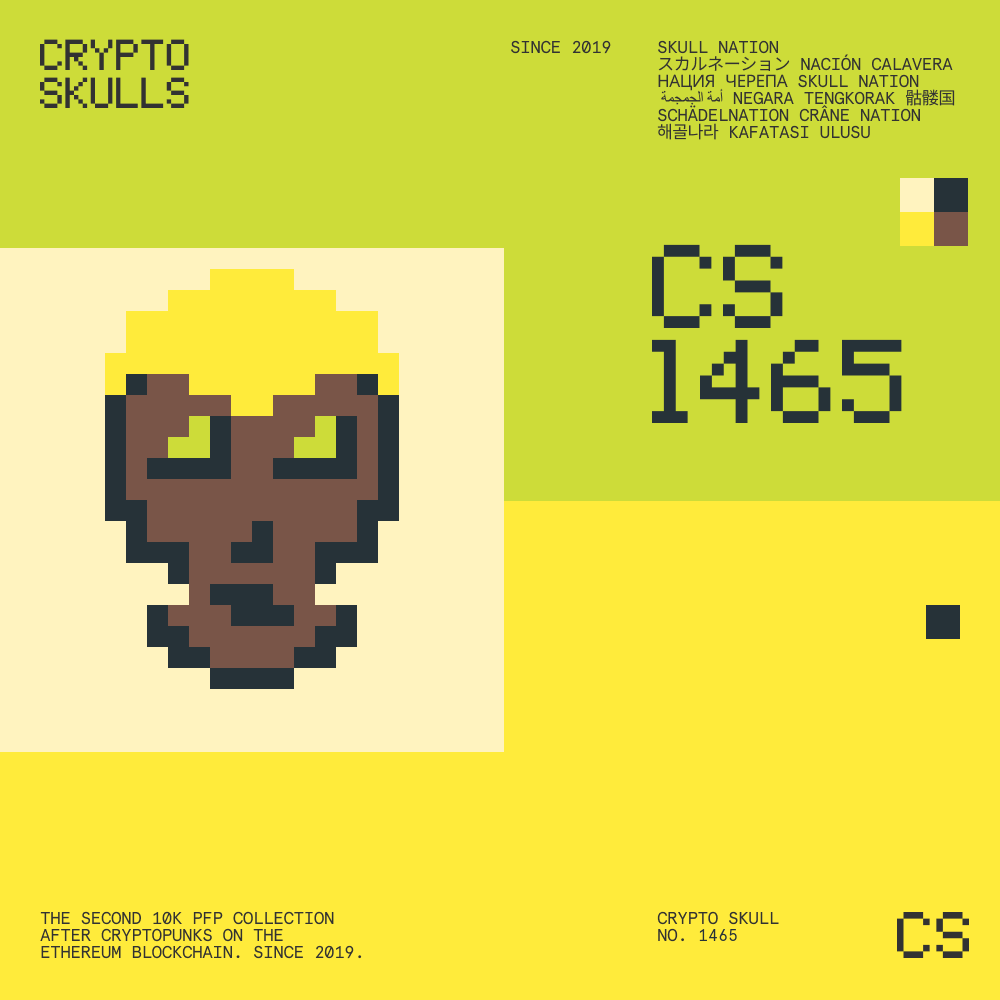 CRYPTO
SKULLS
SINCE 2019
SKULL NATION
スカルネーション NACIÓN CALAVERA
НАЦИЯ ЧЕРЕПА SKULL NATION
أمة الجمجمة NEGARA TENGKORAK 骷髅国
SCHÄDELNATION CRÂNE NATION
해골나라 KAFATASI ULUSU
CS
1465
THE SECOND 10K PFP COLLECTION
AFTER CRYPTOPUNKS ON THE
ETHEREUM BLOCKCHAIN. SINCE 2019.
CRYPTO SKULL
NO. 1465
CS